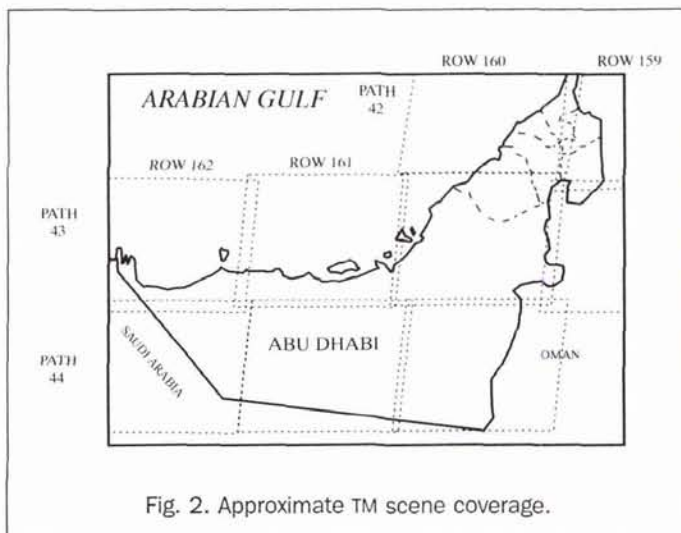 ROW 160 ROW 159
ARABIAN GULF
PATH
42
ROW 162 ROW 161
PATH
43
SAUDI ARABIA
ABU DHABI
PATH
44
OMAN
Fig. 2. Approximate TM scene coverage.